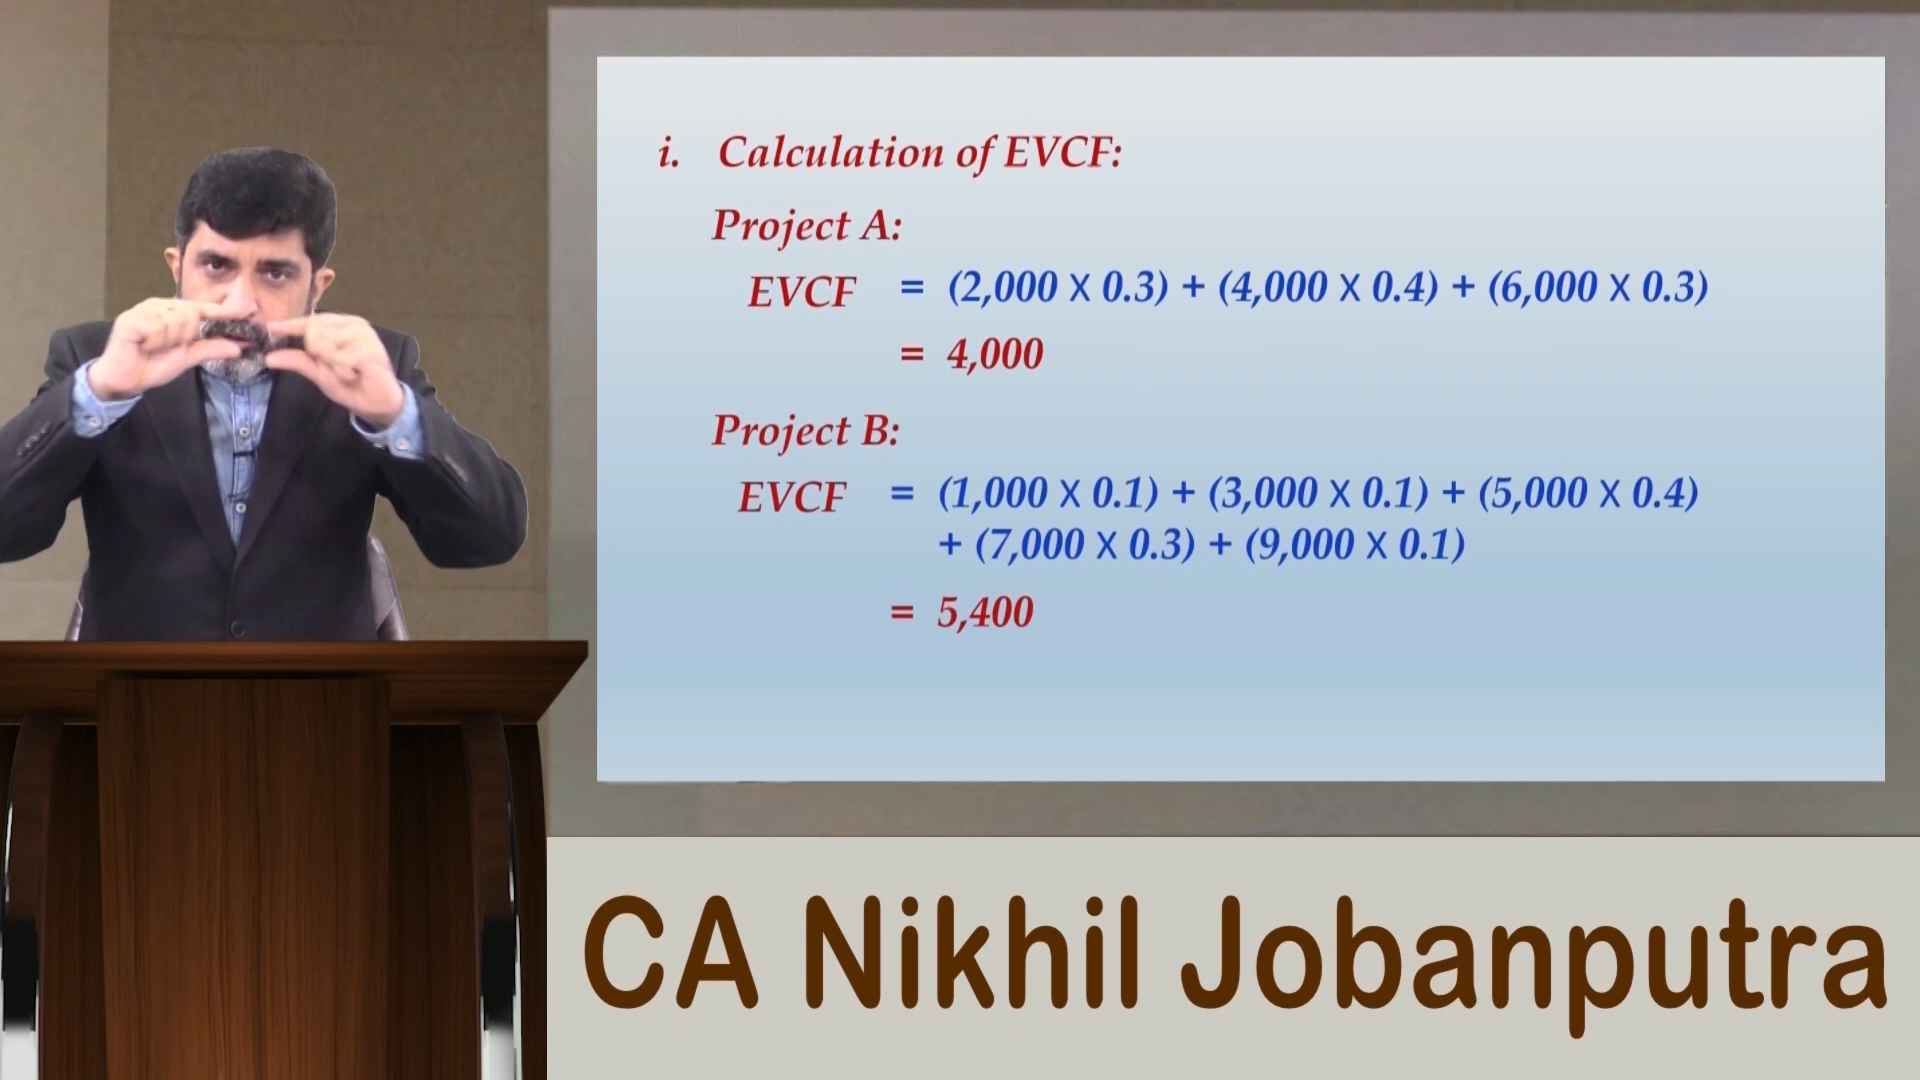 i. Calculation of EVCF:
Project A:
EVCF = (2,000 X 0.3) + (4,000 X 0.4) + (6,000 X 0.3)
= 4,000
Project B:
EVCF = (1,000 X 0.1) + (3,000 X 0.1) + (5,000 X 0.4)
+ (7,000 X 0.3) + (9,000 X 0.1)
= 5,400
CA Nikhil Jobanputra